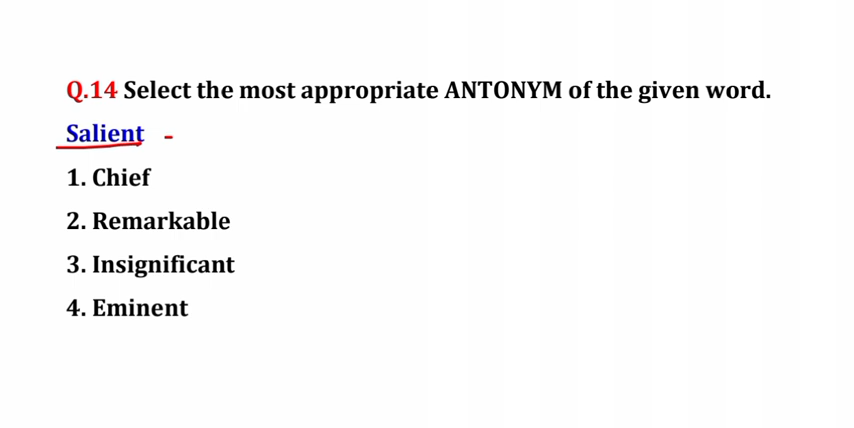 Q.14 Select the most appropriate ANTONYM of the given word.
Salient -
1. Chief
2. Remarkable
3. Insignificant
4. Eminent